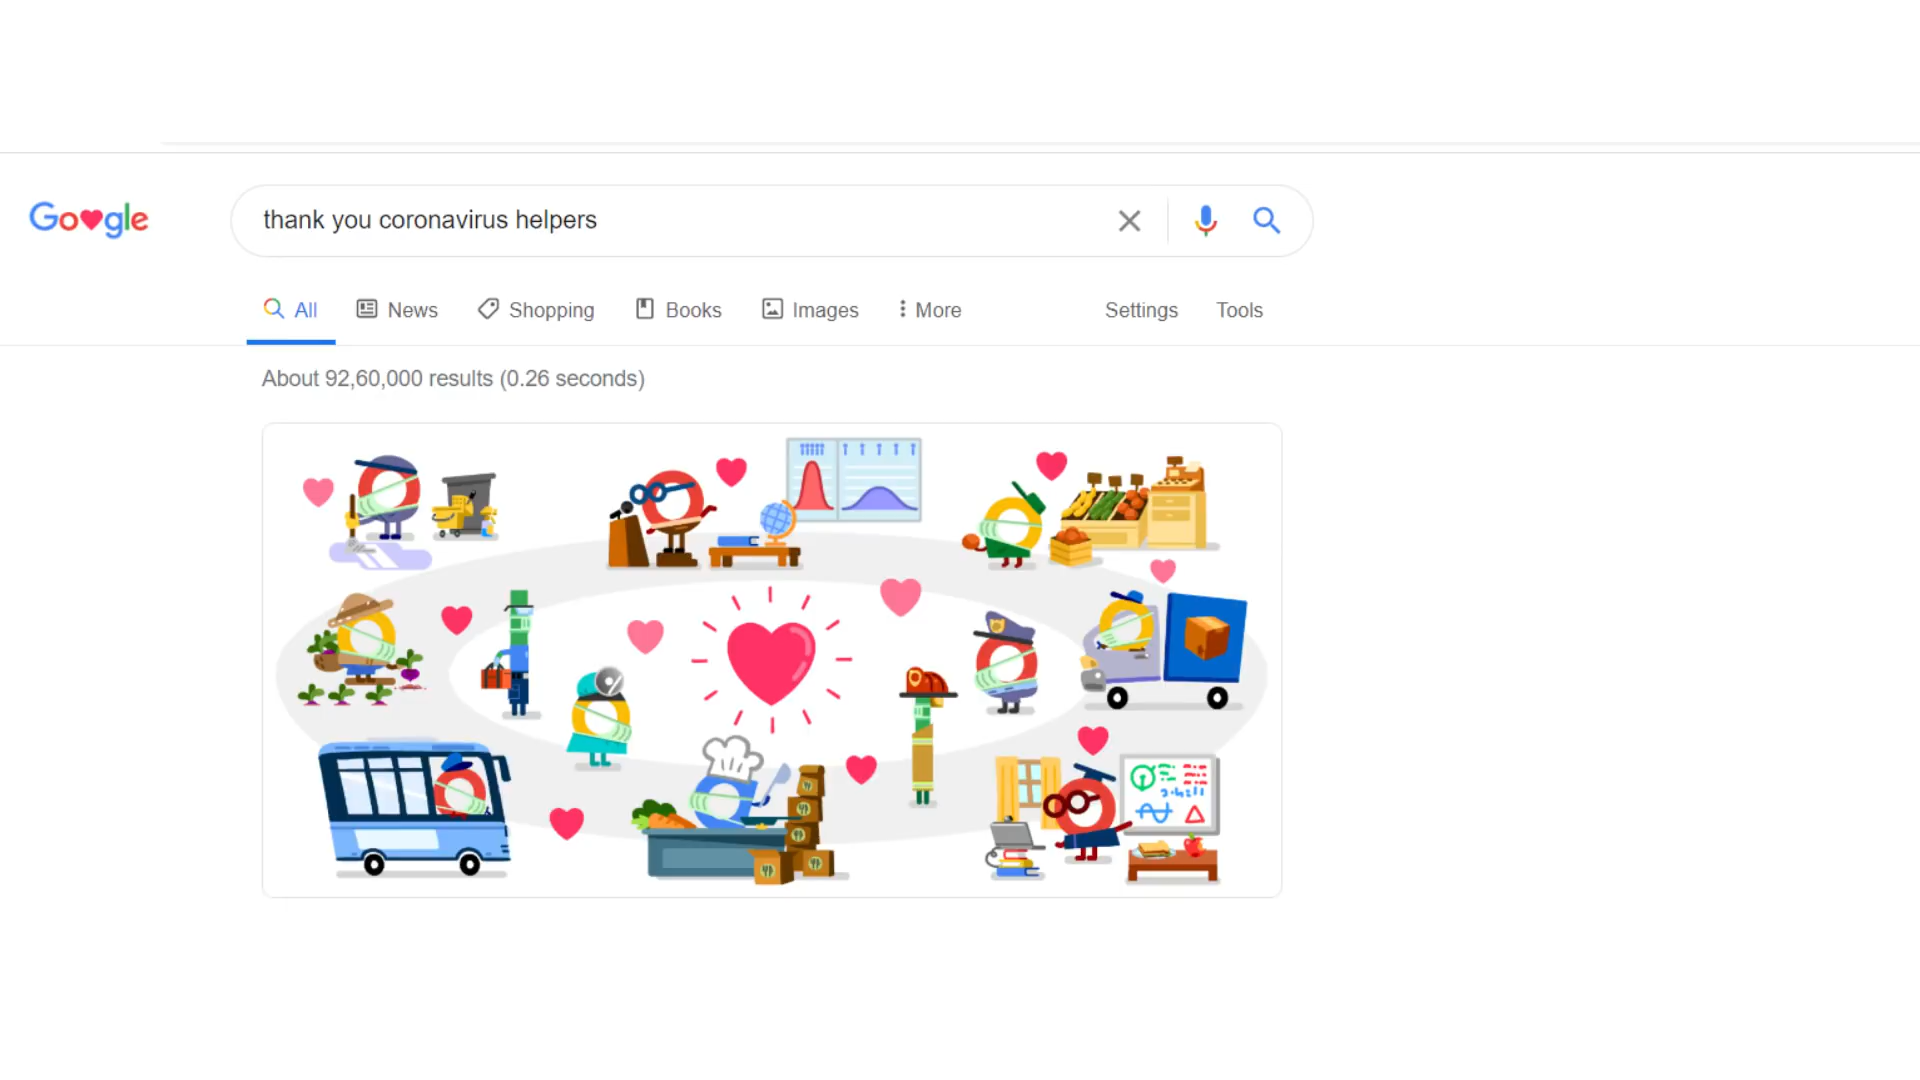 Google
thank you coronavirus helpers
All News Shopping Books Images More Settings Tools
About 92,60,000 results (0.26 seconds)